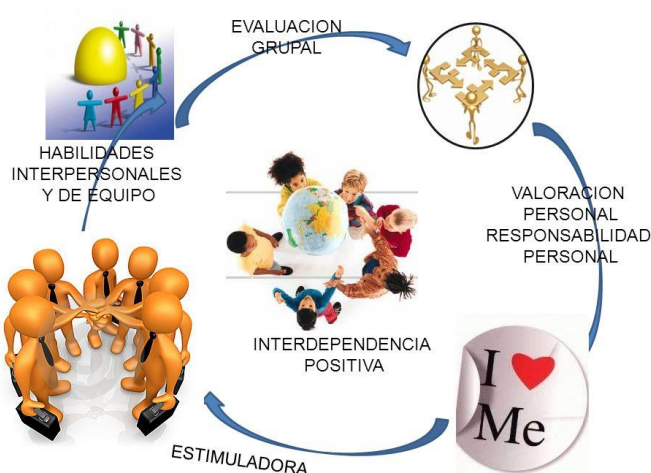 EVALUACION
GRUPAL
HABILIDADES
INTERPERSONALES
Y DE EQUIPO
VALORACION
PERSONAL
RESPONSABILIDAD
PERSONAL
INTERDEPENDENCIA
POSITIVA
I
Me
ESTIMULADORA